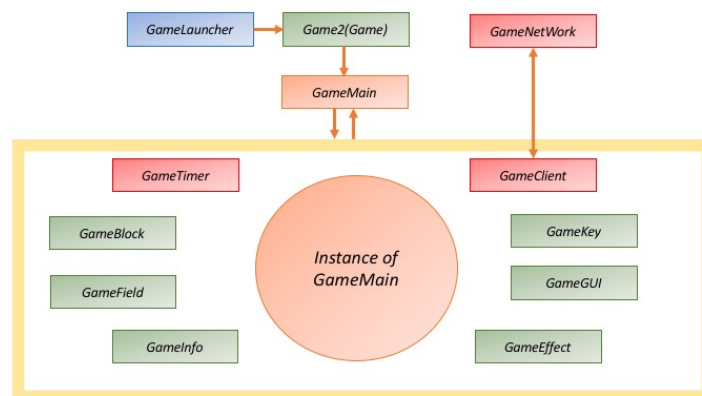 GameLauncher
Game2(Game)
GameNetWork
GameMain
GameTimer
GameClient
GameBlock
GameKey
Instance of
GameMain
GameField
GameGUI
GameInfo
GameEffect